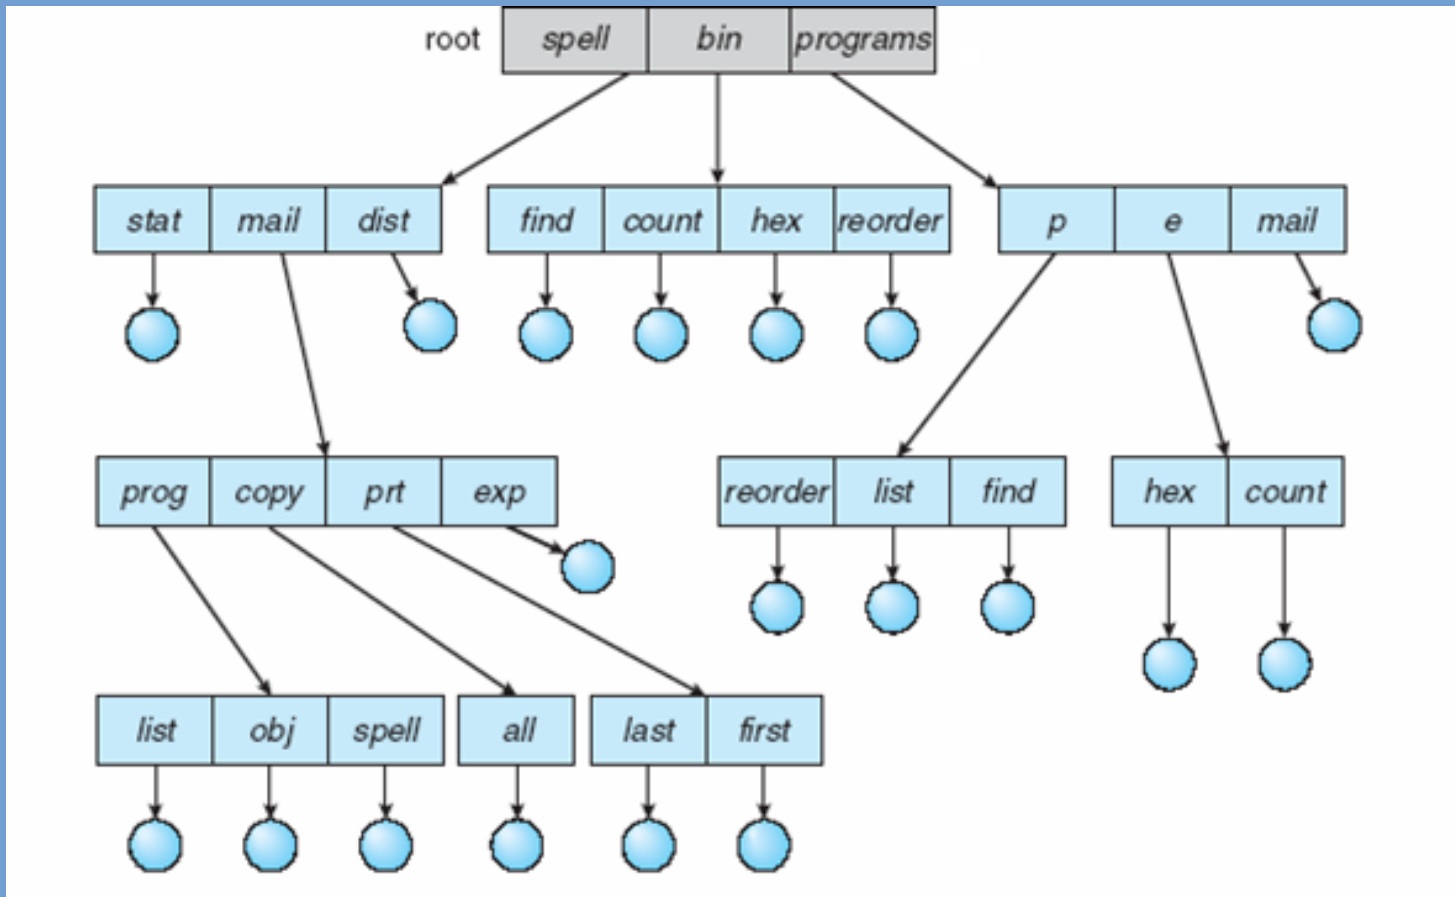 root spell bin programs
stat mail dist find count hex reorder p e mail
prog copy prt exp reorder list find hex count
list obj spell all last first